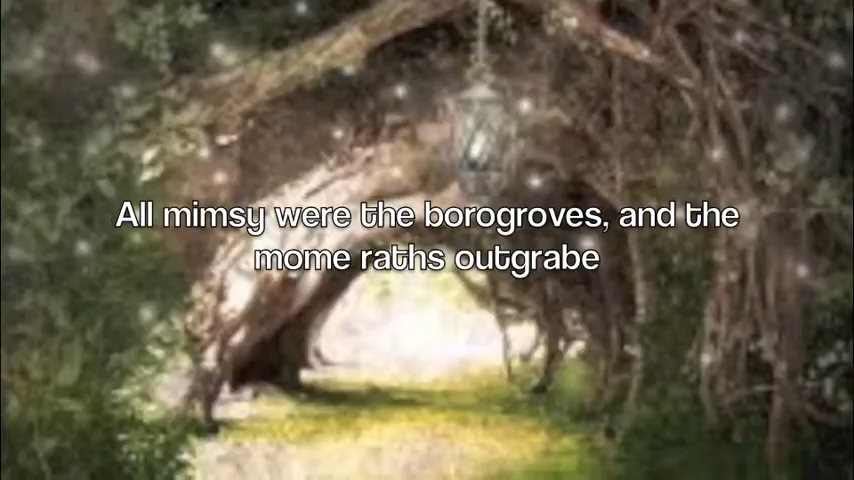 All mimsy were the borogroves, and the
mome raths outgrabe